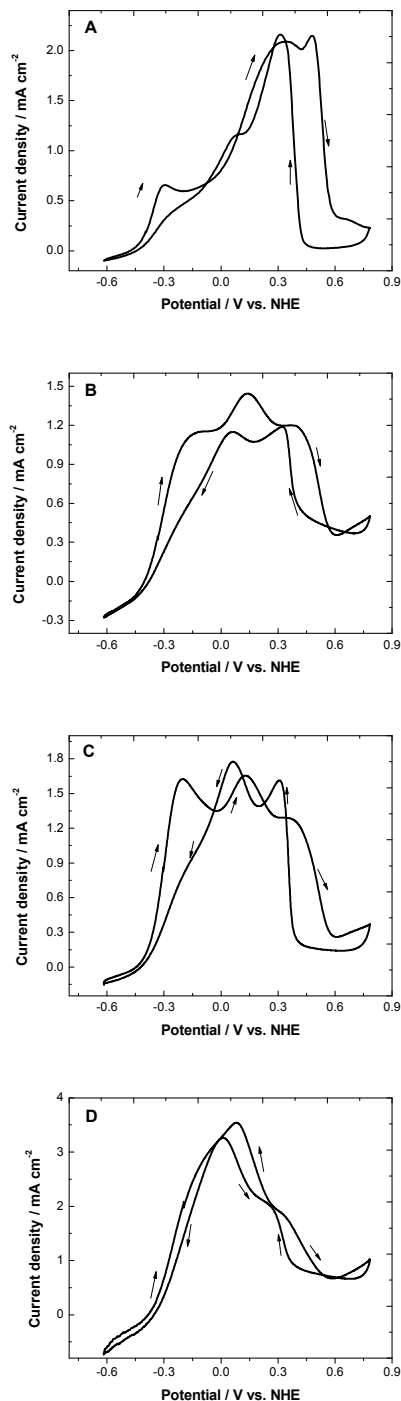 A
Current density / mA cm⁻²
2.0
1.5
1.0
0.5
0.0
-0.6 -0.3 0.0 0.3 0.6 0.9
Potential / V vs. NHE
B
Current density / mA cm⁻²
1.5
1.2
0.9
0.6
0.3
0.0
-0.3
-0.6 -0.3 0.0 0.3 0.6 0.9
Potential / V vs. NHE
C
Current density / mA cm⁻²
1.8
1.5
1.2
0.9
0.6
0.3
0.0
-0.6 -0.3 0.0 0.3 0.6 0.9
Potential / V vs. NHE
D
Current density / mA cm⁻²
4
3
2
1
0
-0.6 -0.3 0.0 0.3 0.6 0.9
Potential / V vs. NHE